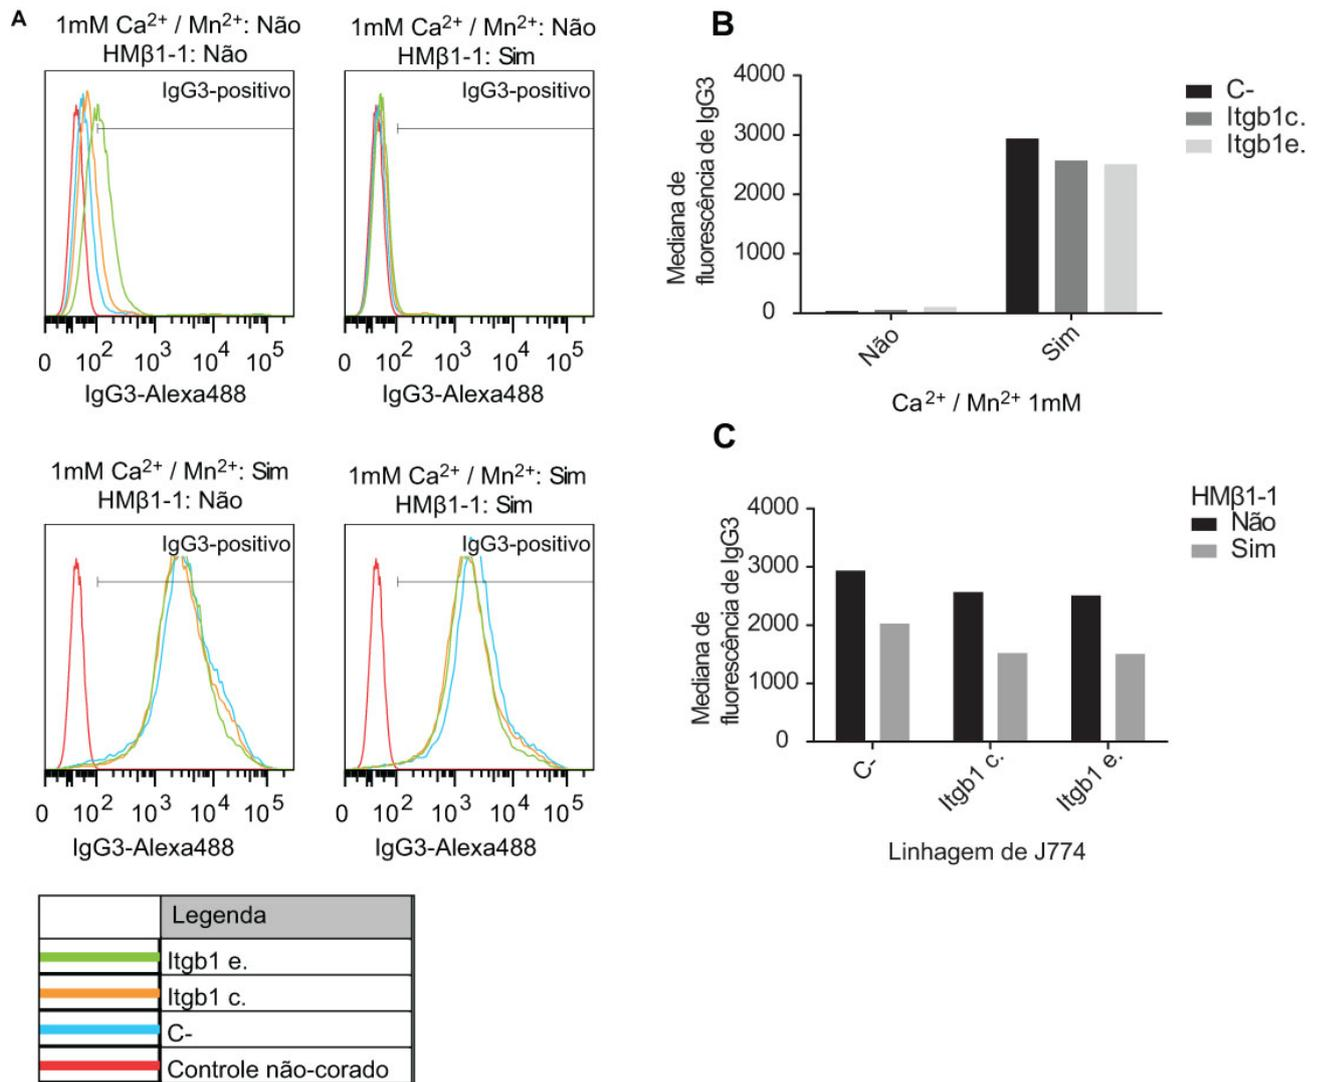 A
1mM Ca²⁺ / Mn²⁺: Não
HMβ1-1: Não
IgG3-positivo
0 10² 10³ 10⁴ 10⁵
IgG3-Alexa488
1mM Ca²⁺ / Mn²⁺: Não
HMβ1-1: Sim
IgG3-positivo
0 10² 10³ 10⁴ 10⁵
IgG3-Alexa488
1mM Ca²⁺ / Mn²⁺: Sim
HMβ1-1: Não
IgG3-positivo
0 10² 10³ 10⁴ 10⁵
IgG3-Alexa488
1mM Ca²⁺ / Mn²⁺: Sim
HMβ1-1: Sim
IgG3-positivo
0 10² 10³ 10⁴ 10⁵
IgG3-Alexa488
Legenda
Itgb1 e.
Itgb1 c.
C-
Controle não-corado
B
Mediana de
fluorescência de IgG3
4000
3000
2000
1000
0
Não
Sim
Ca²⁺ / Mn²⁺ 1mM
C-
Itgb1c.
Itgb1e.
C
Mediana de
fluorescência de IgG3
4000
3000
2000
1000
0
C-
Itgb1 c.
Itgb1 e.
Linhagem de J774
HMβ1-1
Não
Sim